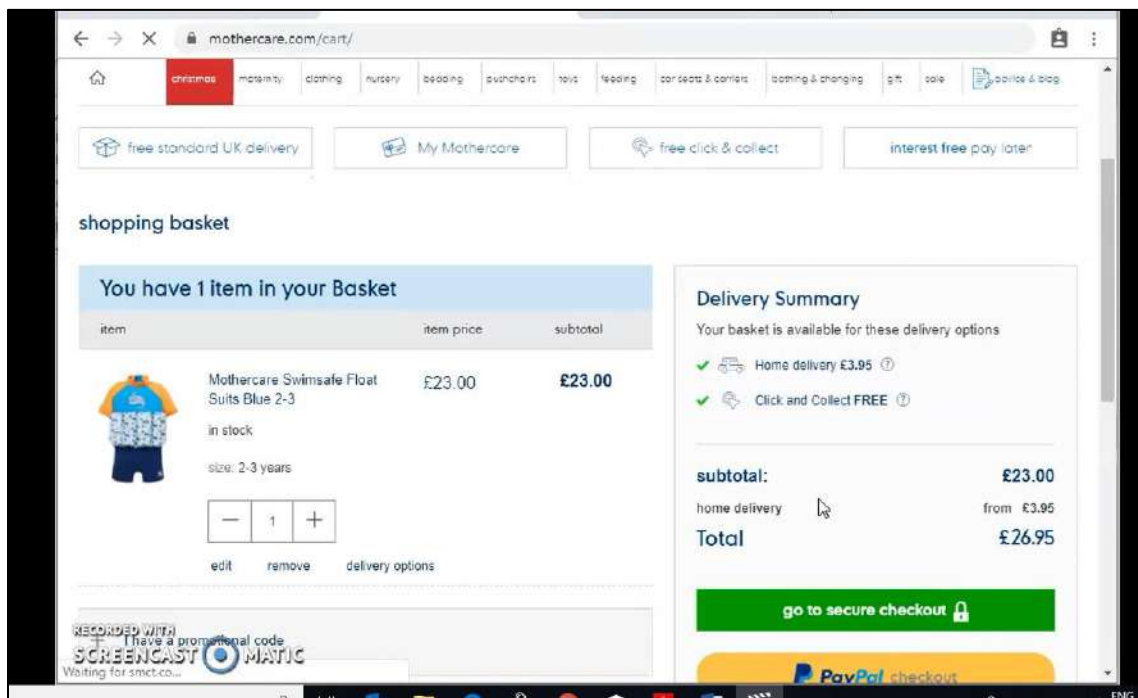 mothercare.com/cart/
christmas maternity clothing nursery bedding pushchairs toys feeding car seats & carriers bathing & changing gift sale advice & blog
free standard UK delivery My Mothercare free click & collect interest free pay later
shopping basket
You have 1 item in your Basket
item item price subtotal
Mothercare Swimsafe Float Suits Blue 2-3
£23.00 £23.00
in stock
size: 2-3 years
1
edit remove delivery options
I have a promotional code
RECORDED WITH
SCREENCAST MATIC
Waiting for smct.co...
Delivery Summary
Your basket is available for these delivery options
Home delivery £3.95
Click and Collect FREE
subtotal: £23.00
home delivery from £3.95
Total £26.95
go to secure checkout
PayPal checkout
ENG